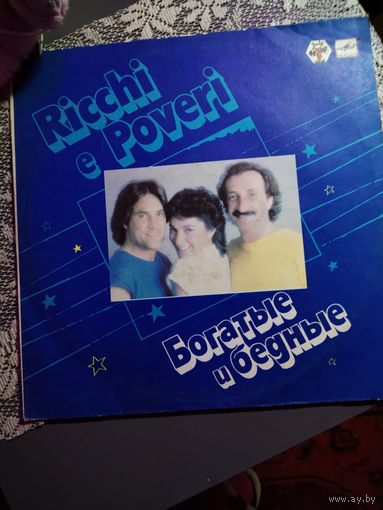 Ricchi
e Poveri
Богатые
и бедные
www.ay.by